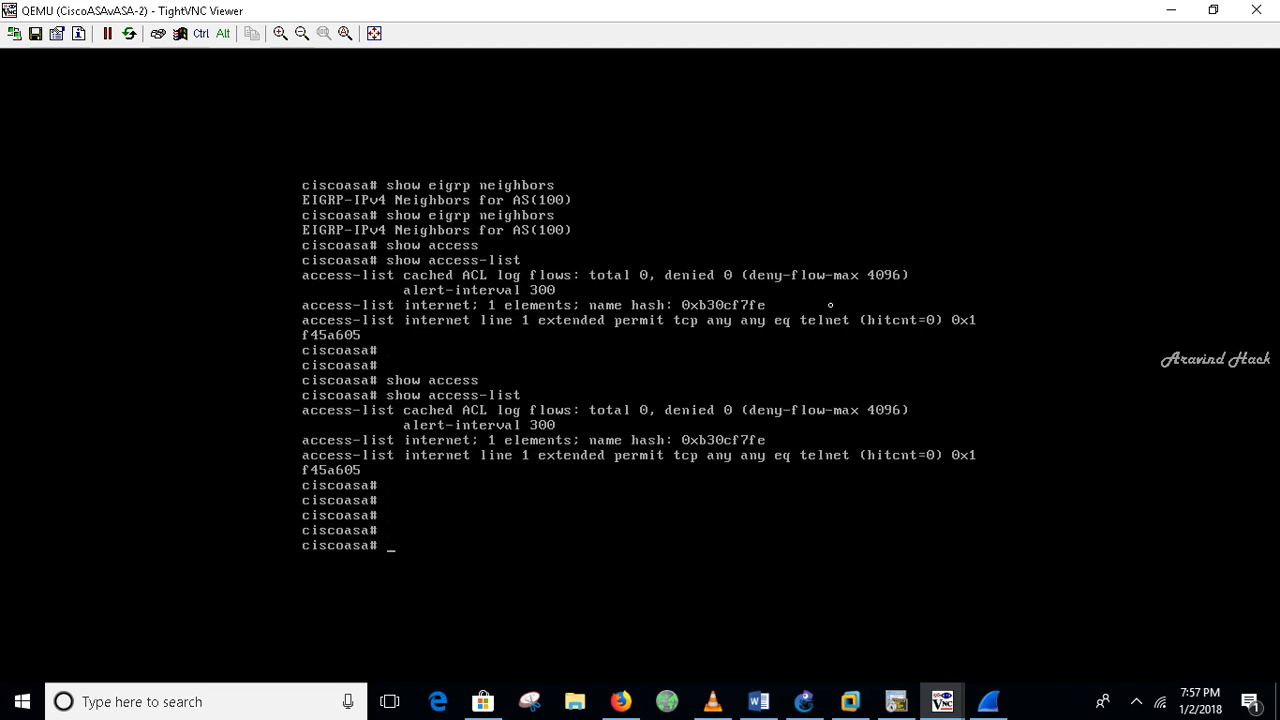 QEMU (CiscoASAvASA-2) - TightVNC Viewer
Ctrl Alt
ciscoasa# show eigrp neighbors
EIGRP-IPv4 Neighbors for AS(100)
ciscoasa# show eigrp neighbors
EIGRP-IPv4 Neighbors for AS(100)
ciscoasa# show access
ciscoasa# show access-list
access-list cached ACL log flows: total 0, denied 0 (deny-flow-max 4096)
alert-interval 300
access-list internet; 1 elements; name hash: 0xb30cf7fe
access-list internet line 1 extended permit tcp any any eq telnet (hitcnt=0) 0x1
f45a605
ciscoasa#
ciscoasa#
ciscoasa# show access
ciscoasa# show access-list
access-list cached ACL log flows: total 0, denied 0 (deny-flow-max 4096)
alert-interval 300
access-list internet; 1 elements; name hash: 0xb30cf7fe
access-list internet line 1 extended permit tcp any any eq telnet (hitcnt=0) 0x1
f45a605
ciscoasa#
ciscoasa#
ciscoasa#
ciscoasa#
ciscoasa# _
Aravind Hack
Type here to search
7:57 PM
1/2/2018